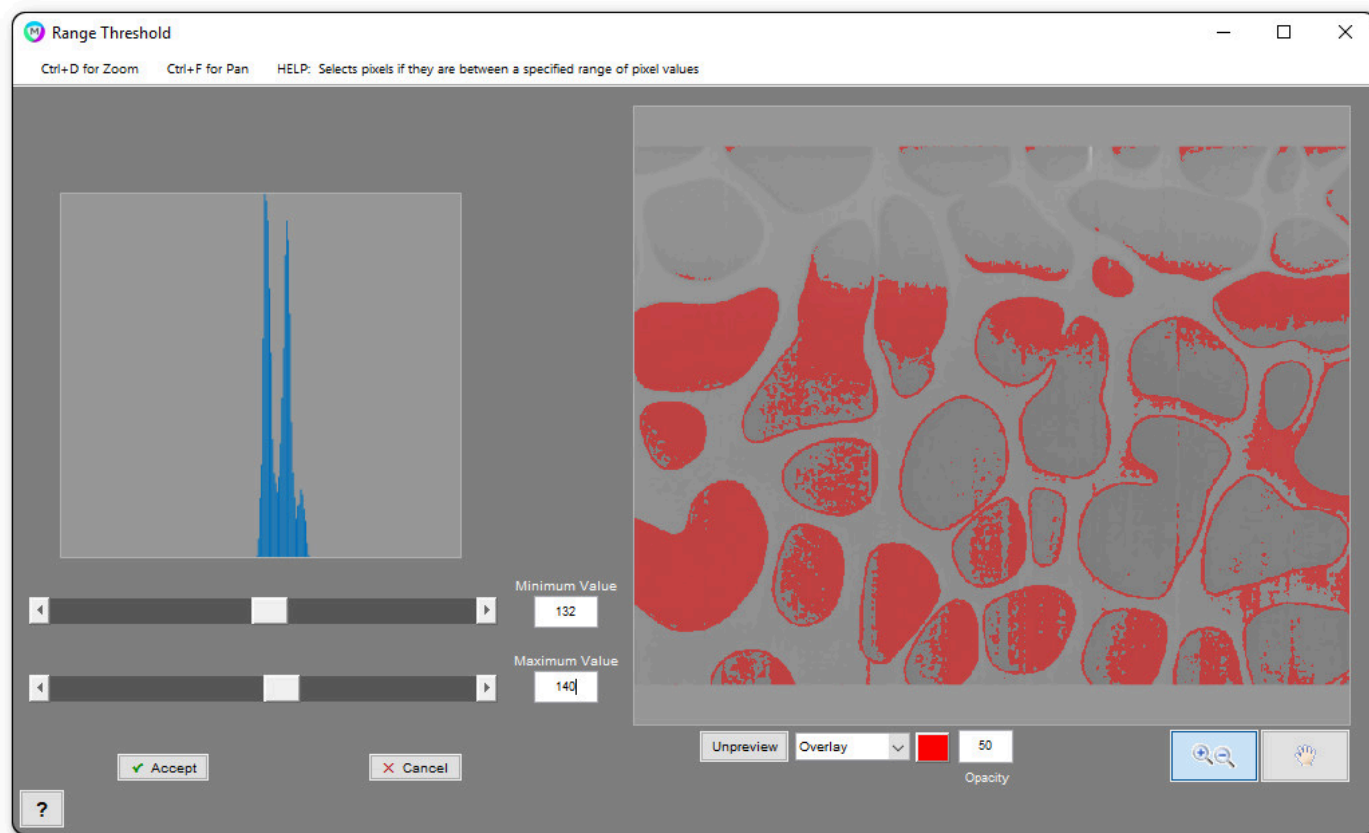 M Range Threshold
Ctrl+D for Zoom Ctrl+F for Pan HELP: Selects pixels if they are between a specified range of pixel values
Minimum Value
132
Maximum Value
140
Accept Cancel
Unpreview Overlay 50
Opacity
?